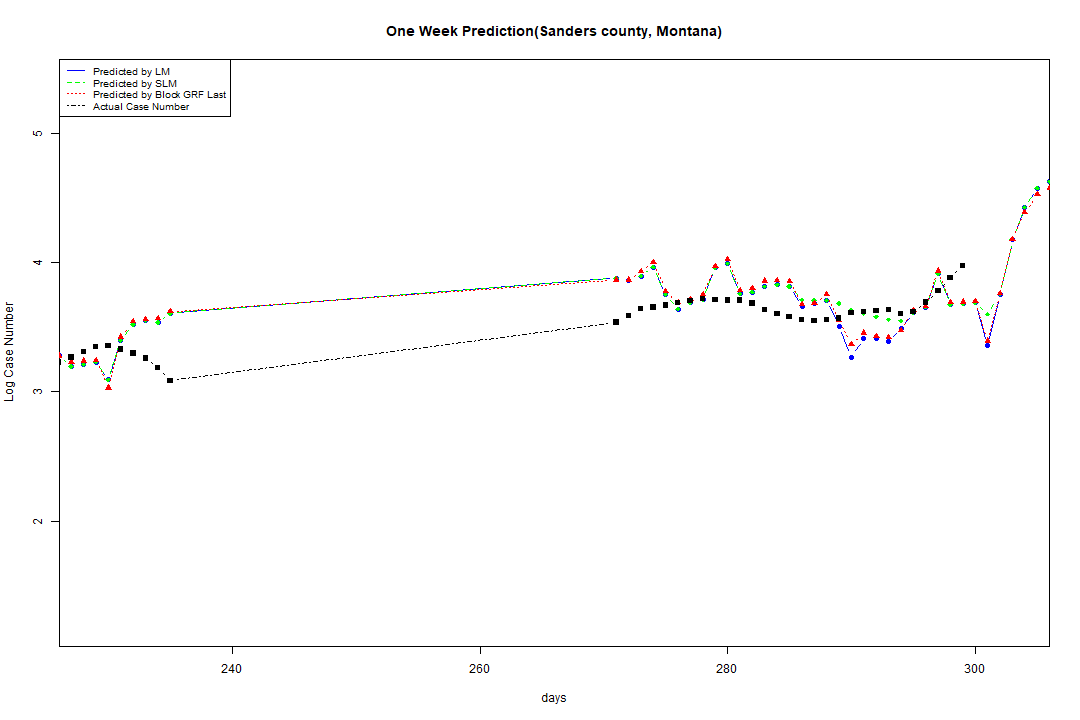 One Week Prediction(Sanders county, Montana)
Predicted by LM
Predicted by SLM
Predicted by Block GRF Last
Actual Case Number
5
4
3
2
Log Case Number
240 260 280 300
days